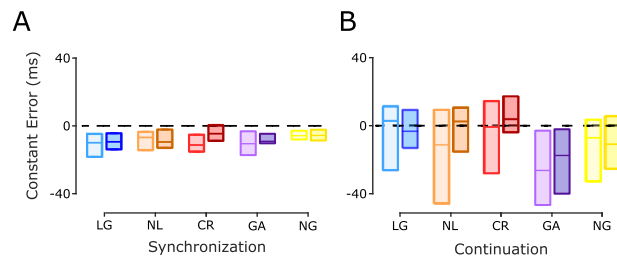 A
B
Constant Error (ms)
40
0
-40
LG NL CR GA NG
Synchronization
40
0
-40
LG NL CR GA NG
Continuation